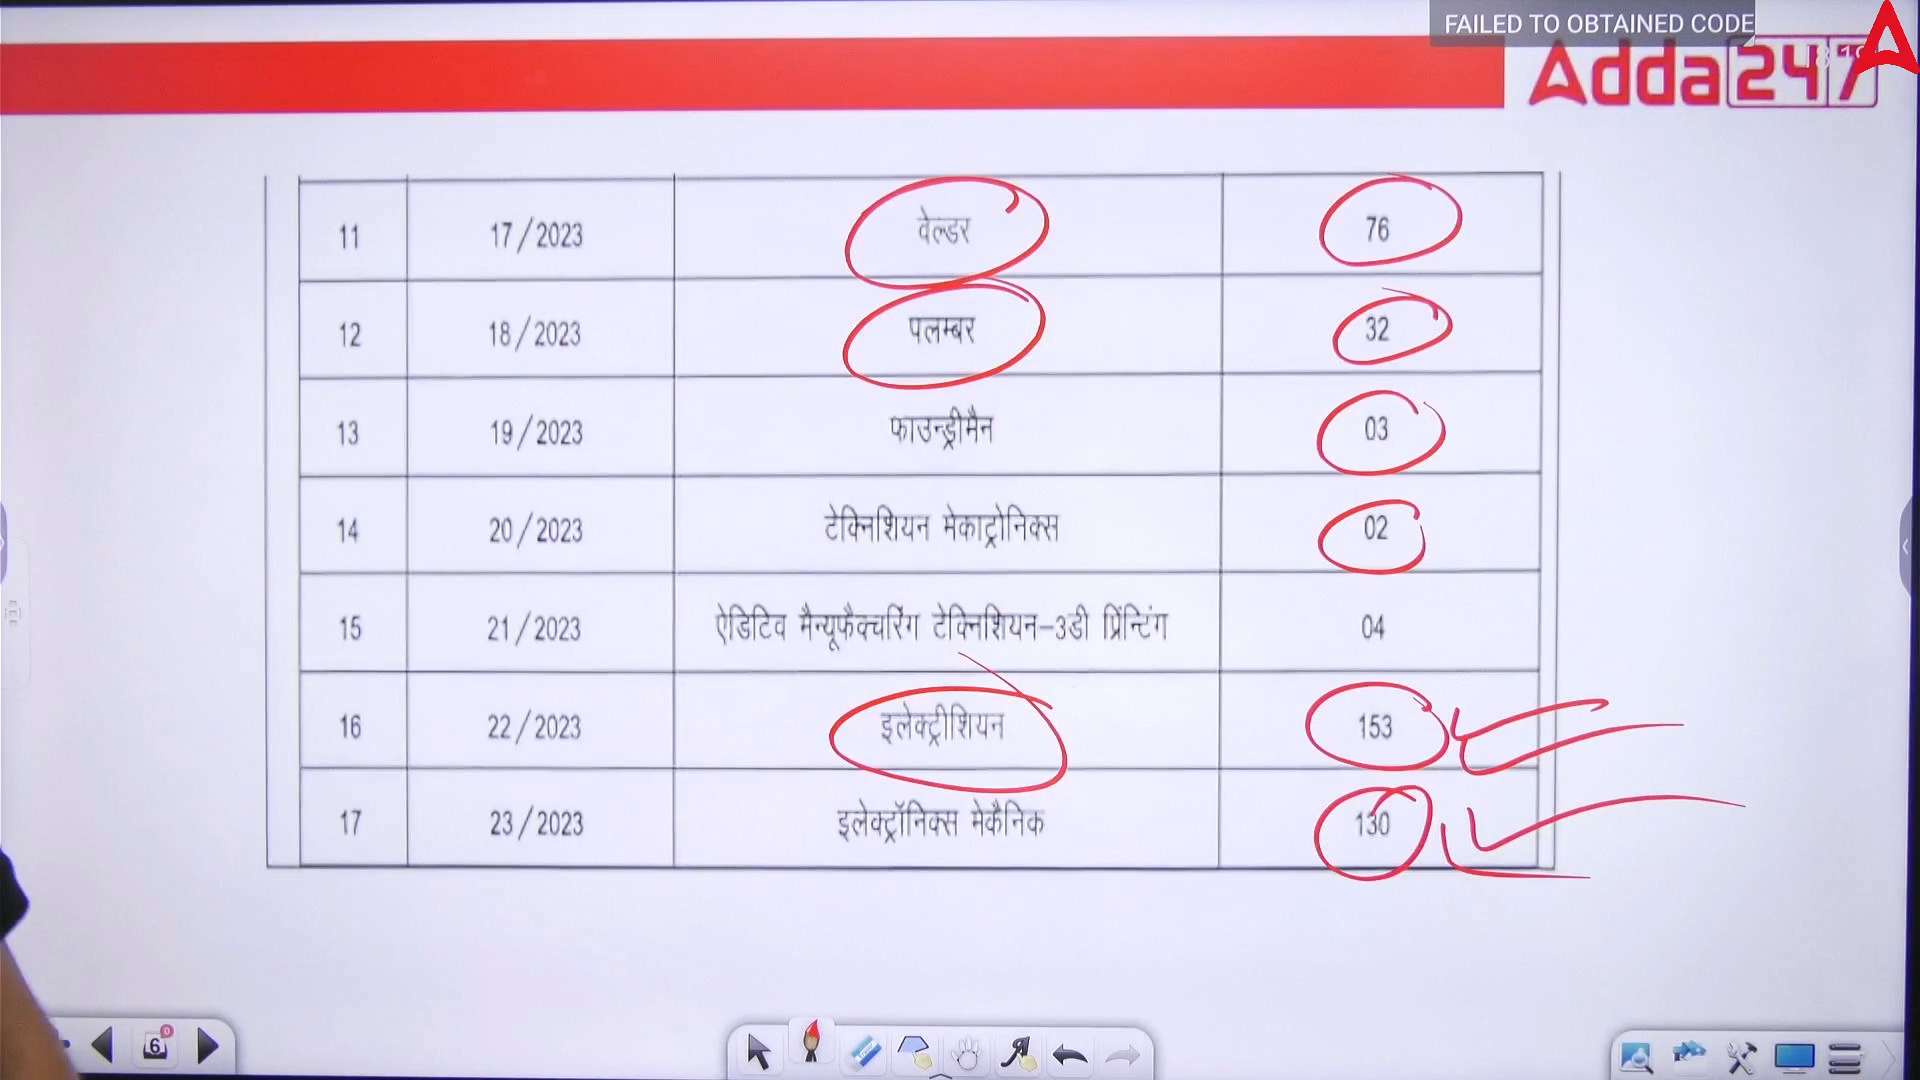 FAILED TO OBTAINED CODE
Adda247
11 17/2023 वेल्डर 76
12 18/2023 पलम्बर 32
13 19/2023 फाउन्ड्रीमैन 03
14 20/2023 टेक्निशियन मेकाट्रोनिक्स 02
15 21/2023 ऐडिटिव मैन्यूफैक्चरिंग टेक्निशियन-3डी प्रिंन्टिंग 04
16 22/2023 इलेक्ट्रीशियन 153
17 23/2023 इलेक्ट्रॉनिक्स मेकैनिक 130
6
0